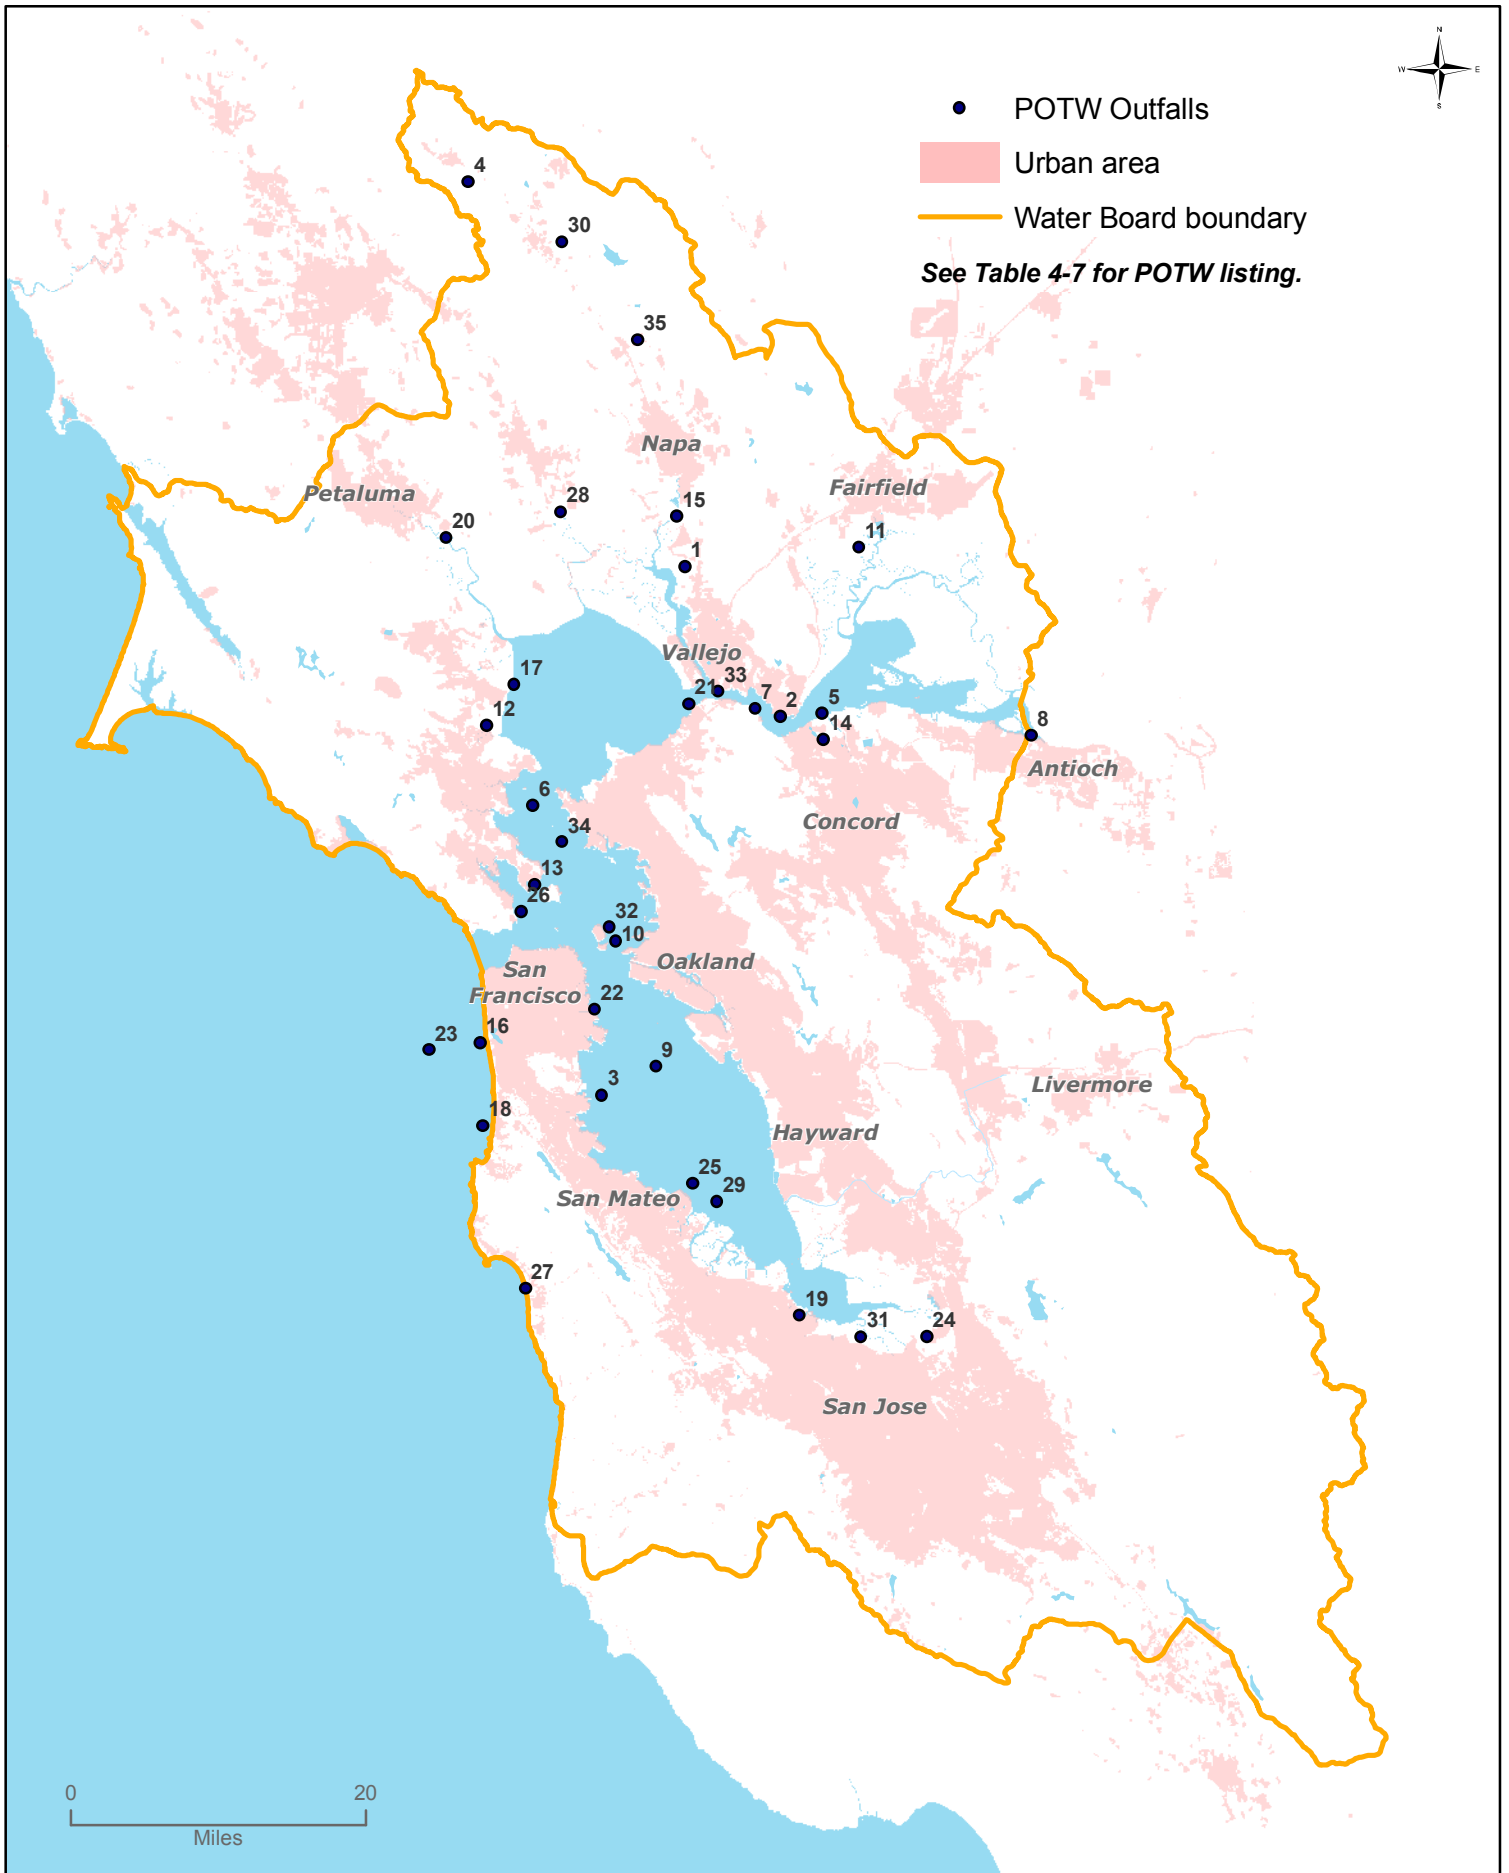 N
W
E
S
POTW Outfalls
Urban area
Water Board boundary
See Table 4-7 for POTW listing.
4
30
35
Napa
Petaluma
Fairfield
28
15
20
11
1
Vallejo
17
33
21
7
2
5
12
14
8
Antioch
6
Concord
34
13
26
32
10
Oakland
San
Francisco
22
23
16
9
3
Livermore
18
Hayward
25
29
San Mateo
27
19
31
24
San Jose
0
20
Miles